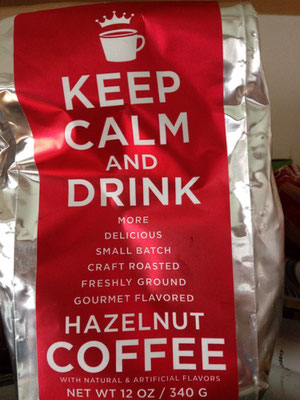 KEEP
CALM
AND
DRINK
MORE
DELICIOUS
SMALL BATCH
CRAFT ROASTED
FRESHLY GROUND
GOURMET FLAVORED
HAZELNUT
COFFEE
WITH NATURAL & ARTIFICIAL FLAVORS
NET WT 12 OZ / 340 G